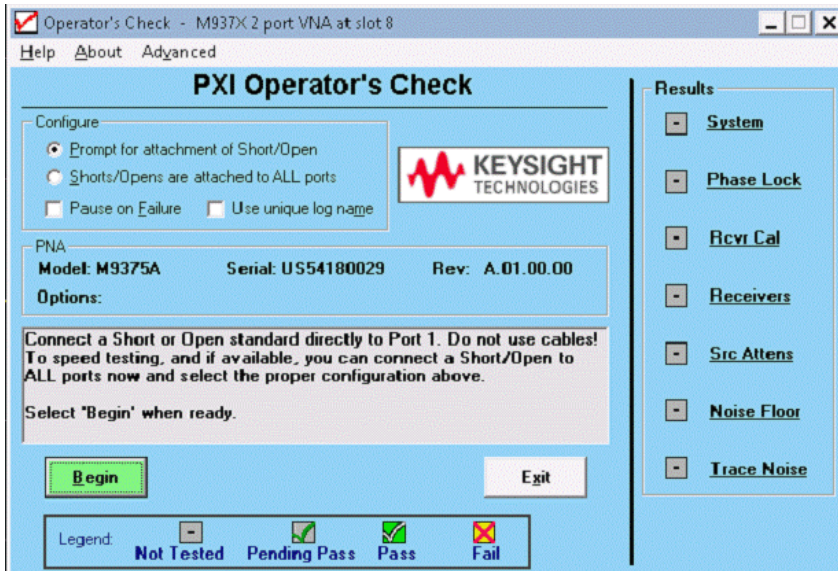 Operator's Check - M937X 2 port VNA at slot 8
Help About Advanced
PXI Operator's Check
Configure
Prompt for attachment of Short/Open
Shorts/Opens are attached to ALL ports
Pause on Failure Use unique log name
KEYSIGHT
TECHNOLOGIES
PNA
Model: M9375A Serial: US54180029 Rev: A.01.00.00
Options:
Connect a Short or Open standard directly to Port 1. Do not use cables!
To speed testing, and if available, you can connect a Short/Open to
ALL ports now and select the proper configuration above.
Select 'Begin' when ready.
Begin
Exit
Legend:
Not Tested Pending Pass Pass Fail
Results
System
Phase Lock
Rcvr Cal
Receivers
Src Attens
Noise Floor
Trace Noise